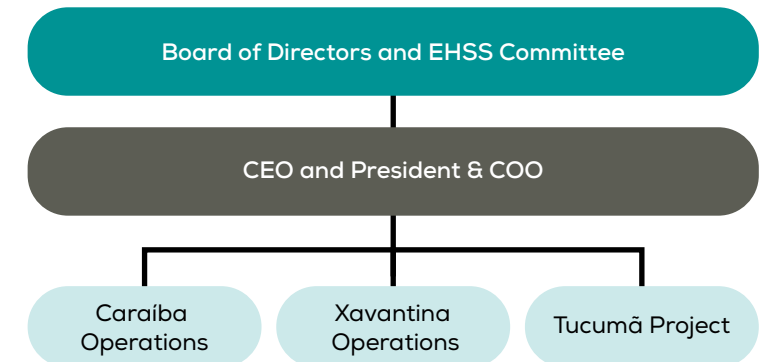 Board of Directors and EHSS Committee
CEO and President & COO
Caraíba
Operations
Xavantina
Operations
Tucumã Project